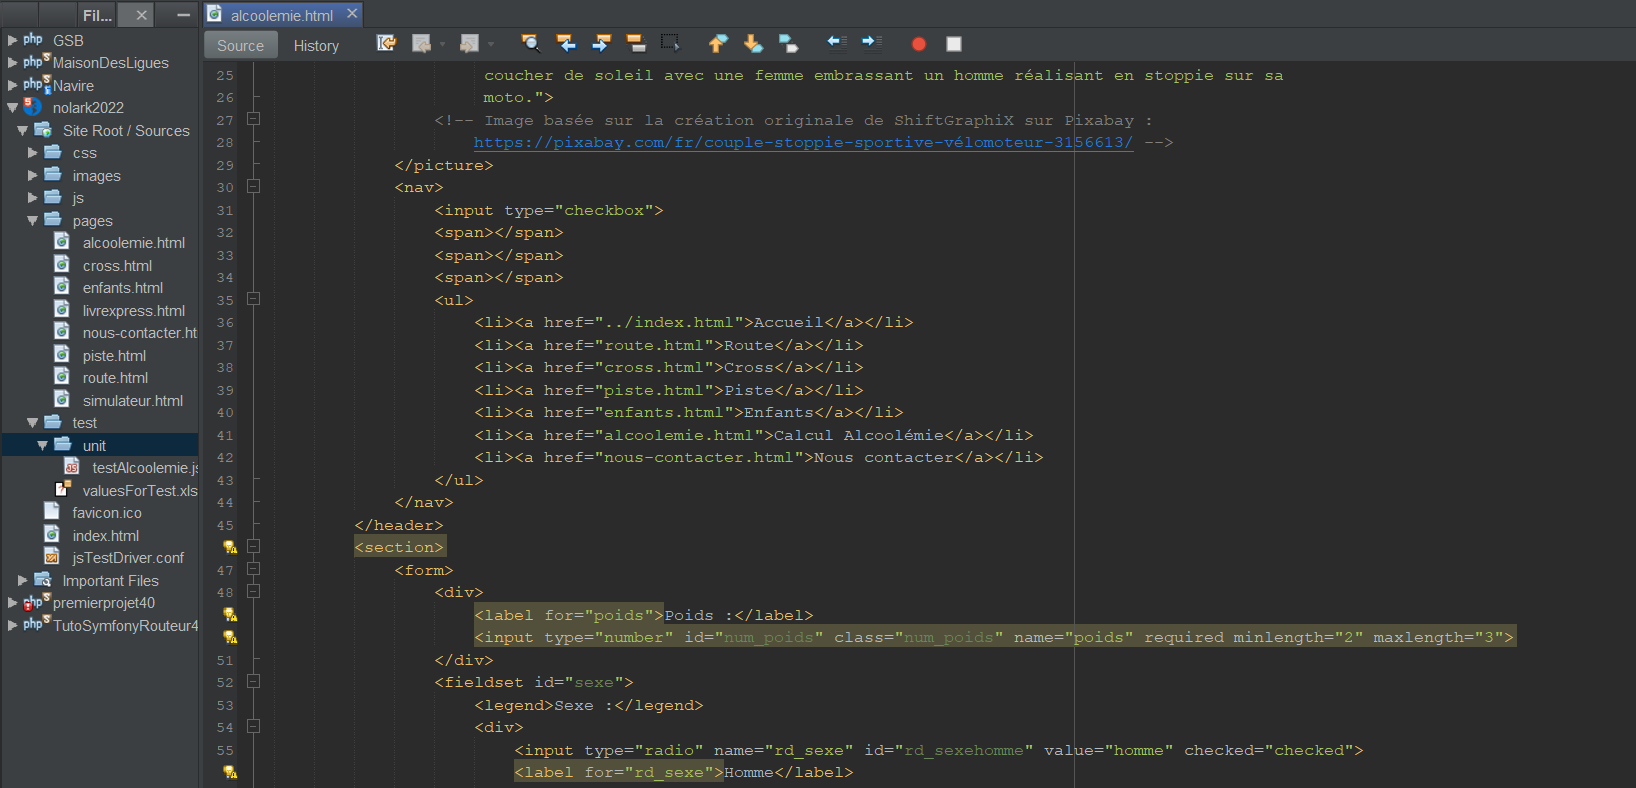 Fil...
alcoolemie.html
Source
History
php GSB
php MaisonDesLigues
php Navire
nolark2022
Site Root / Sources
css
images
js
pages
alcoolemie.html
cross.html
enfants.html
livrexpress.html
nous-contacter.ht
piste.html
route.html
simulateur.html
test
unit
testAlcoolemie.js
valuesForTest.xls
favicon.ico
index.html
jsTestDriver.conf
Important Files
php premierprojet40
php TutoSymfonyRouteur4
25 coucher de soleil avec une femme embrassant un homme réalisant en stoppie sur sa
26 moto.">
27 <!-- Image basée sur la création originale de ShiftGraphiX sur Pixabay :
28 https://pixabay.com/fr/couple-stoppie-sportive-vélomoteur-3156613/ -->
29 </picture>
30 <nav>
31 <input type="checkbox">
32 <span></span>
33 <span></span>
34 <span></span>
35 <ul>
36 <li><a href="../index.html">Accueil</a></li>
37 <li><a href="route.html">Route</a></li>
38 <li><a href="cross.html">Cross</a></li>
39 <li><a href="piste.html">Piste</a></li>
40 <li><a href="enfants.html">Enfants</a></li>
41 <li><a href="alcoolemie.html">Calcul Alcoolémie</a></li>
42 <li><a href="nous-contacter.html">Nous contacter</a></li>
43 </ul>
44 </nav>
45 </header>
<section>
47 <form>
48 <div>
<label for="poids">Poids :</label>
<input type="number" id="num_poids" class="num_poids" name="poids" required minlength="2" maxlength="3">
51 </div>
52 <fieldset id="sexe">
53 <legend>Sexe :</legend>
54 <div>
55 <input type="radio" name="rd_sexe" id="rd_sexehomme" value="homme" checked="checked">
<label for="rd_sexe">Homme</label>